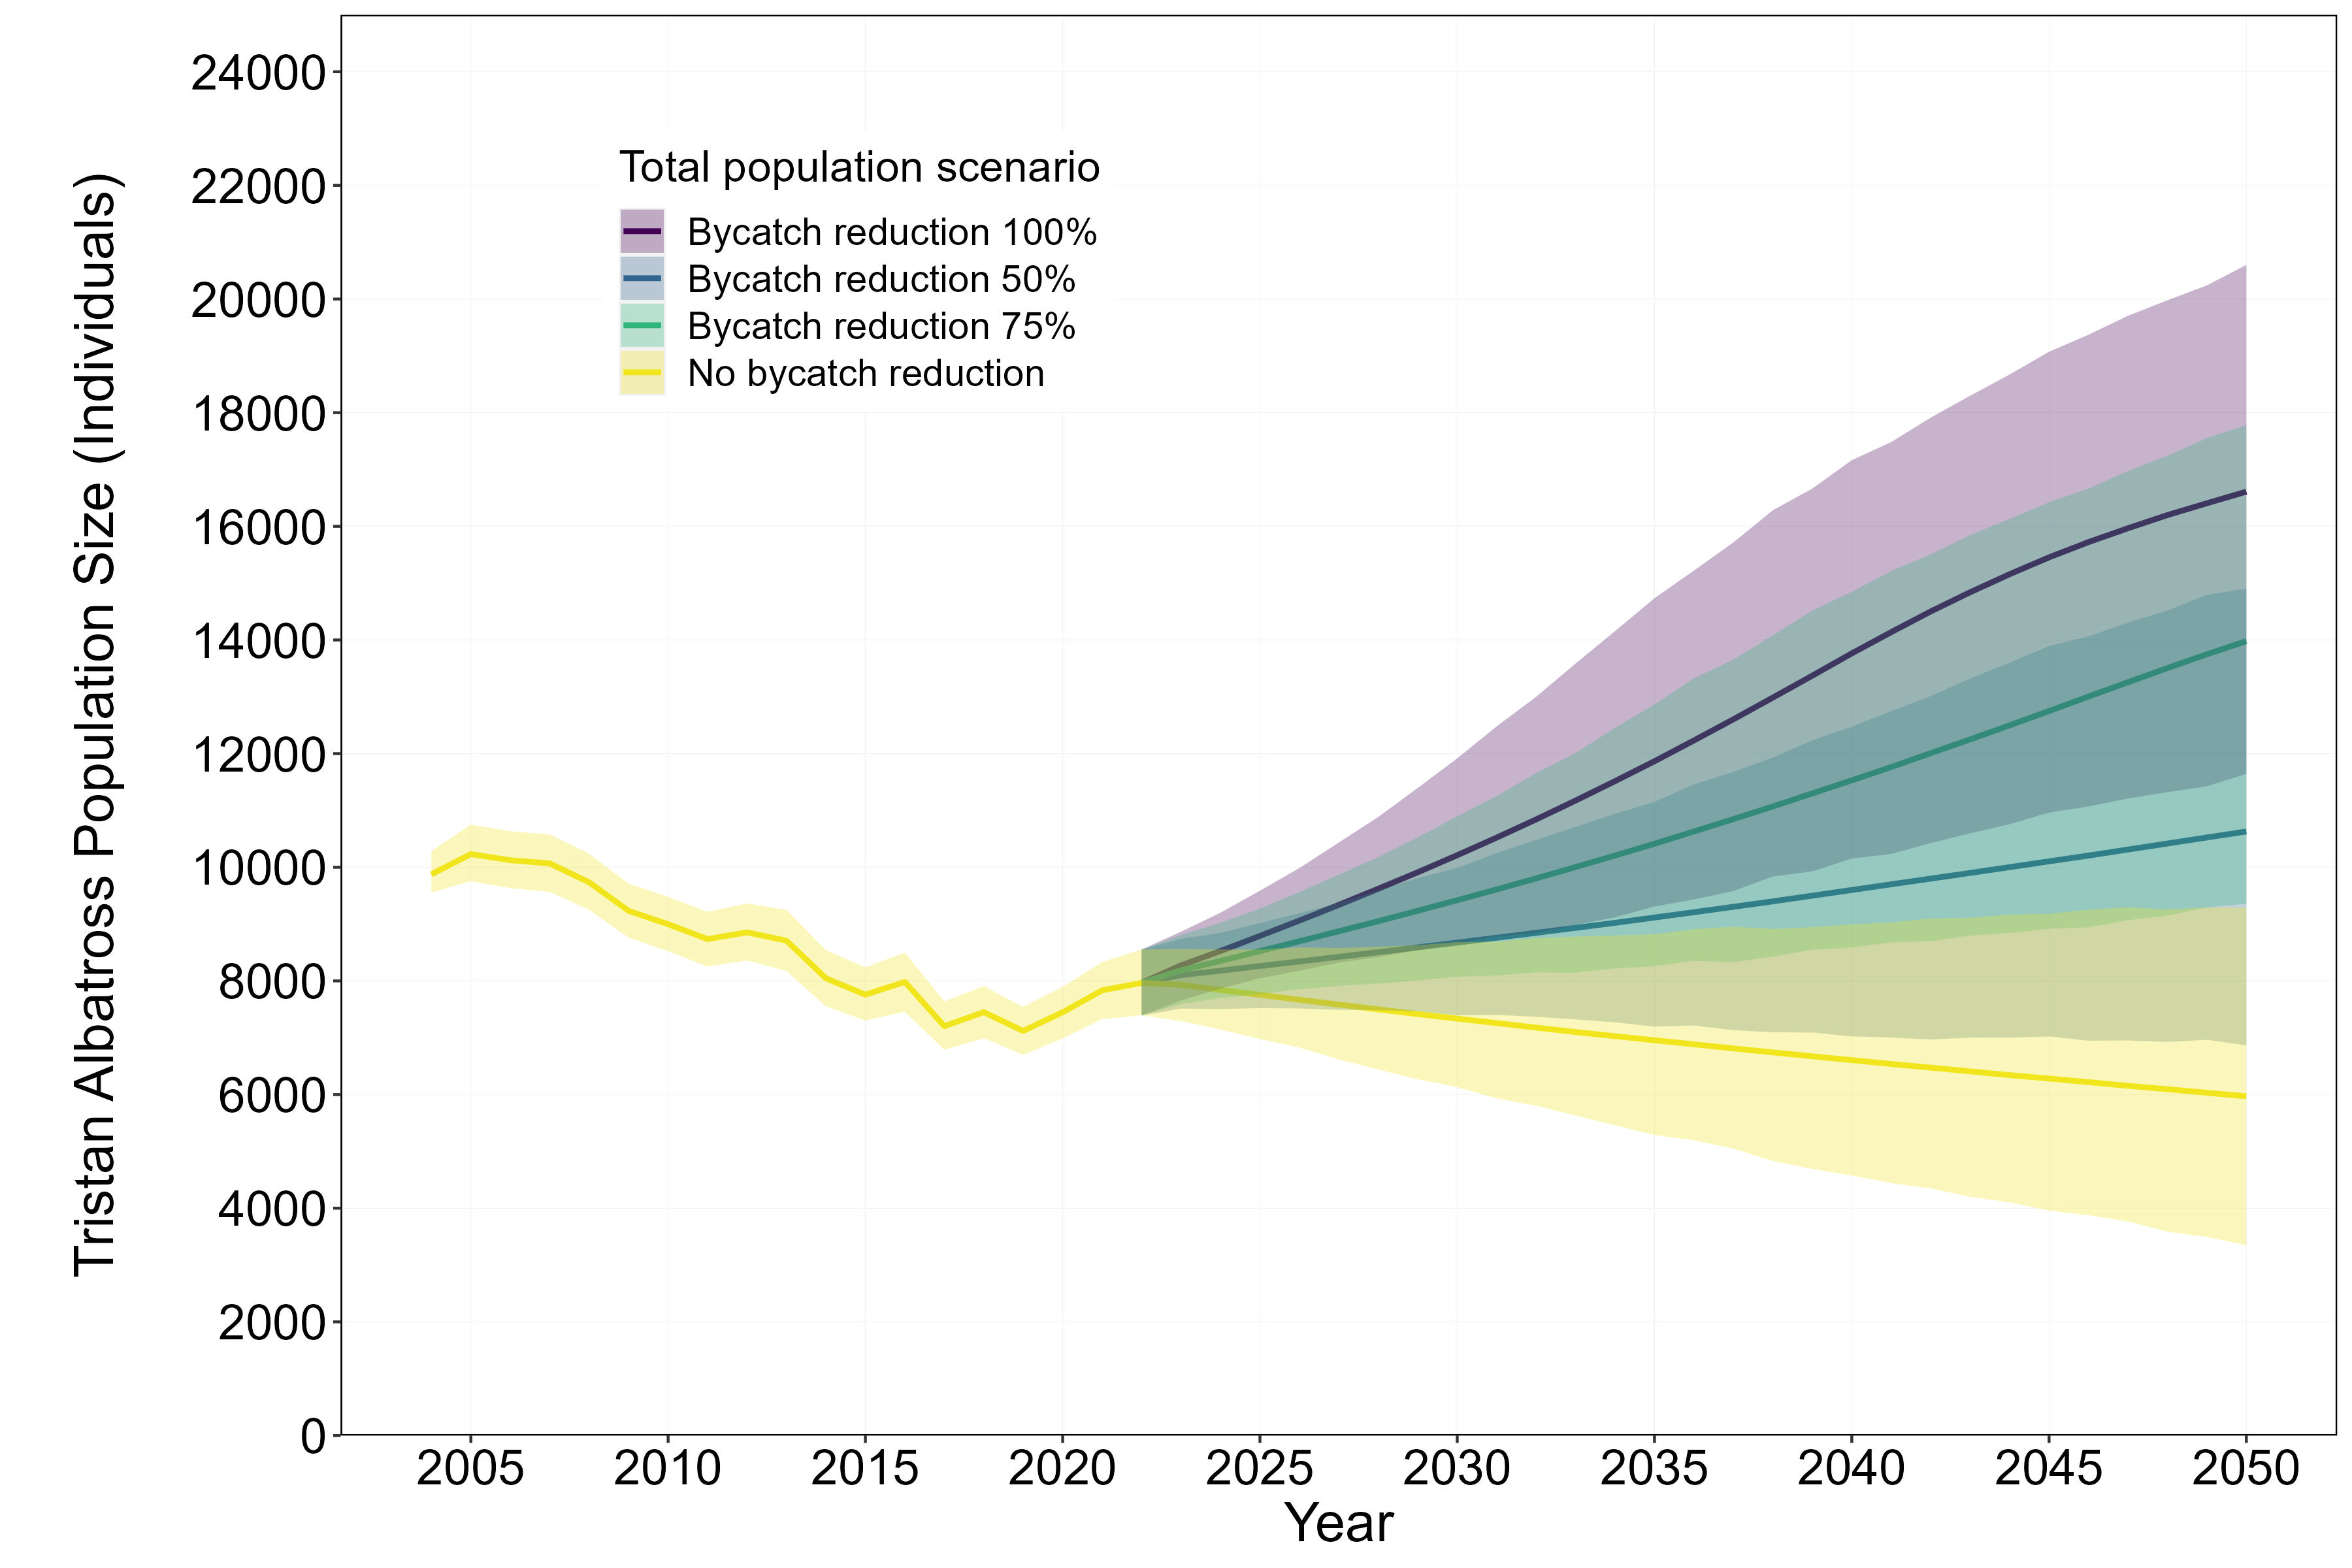 Tristan Albatross Population Size (Individuals)
24000
22000
20000
18000
16000
14000
12000
10000
8000
6000
4000
2000
0
Total population scenario
Bycatch reduction 100%
Bycatch reduction 50%
Bycatch reduction 75%
No bycatch reduction
2005 2010 2015 2020 2025 2030 2035 2040 2045 2050
Year